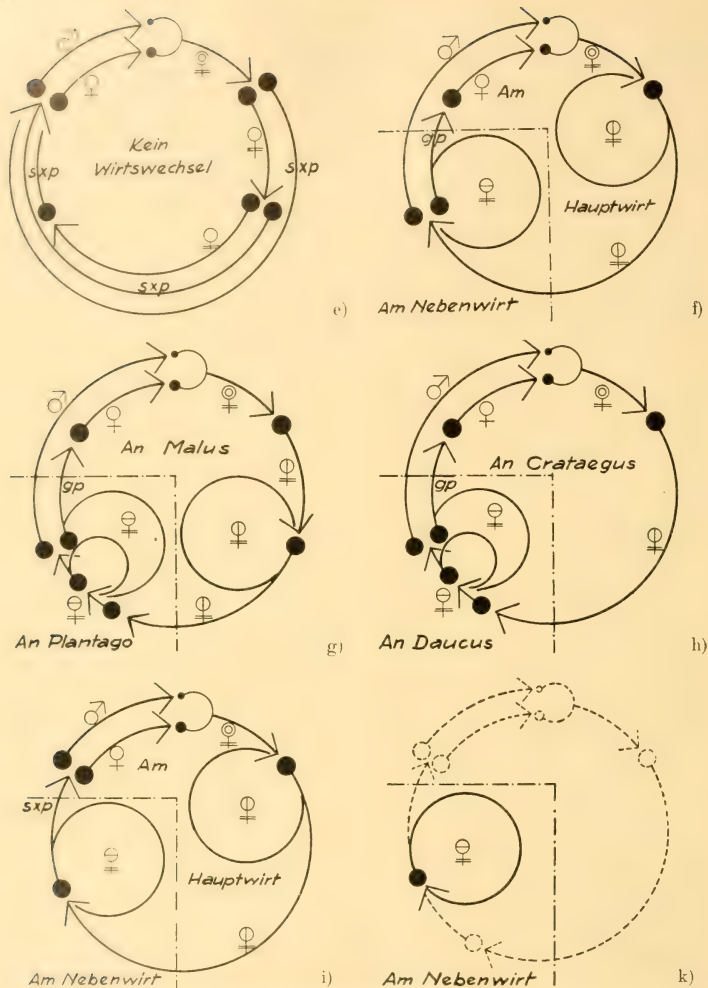 Kein
Wirtswechsel
sxp
sxp
sxp
e)
Am
gp
Hauptwirt
Am Nebenwirt
f)
An Malus
gp
An Plantago
g)
An Crataegus
gp
An Daucus
h)
Am
sxp
Hauptwirt
Am Nebenwirt
i)
Am Nebenwirt
k)